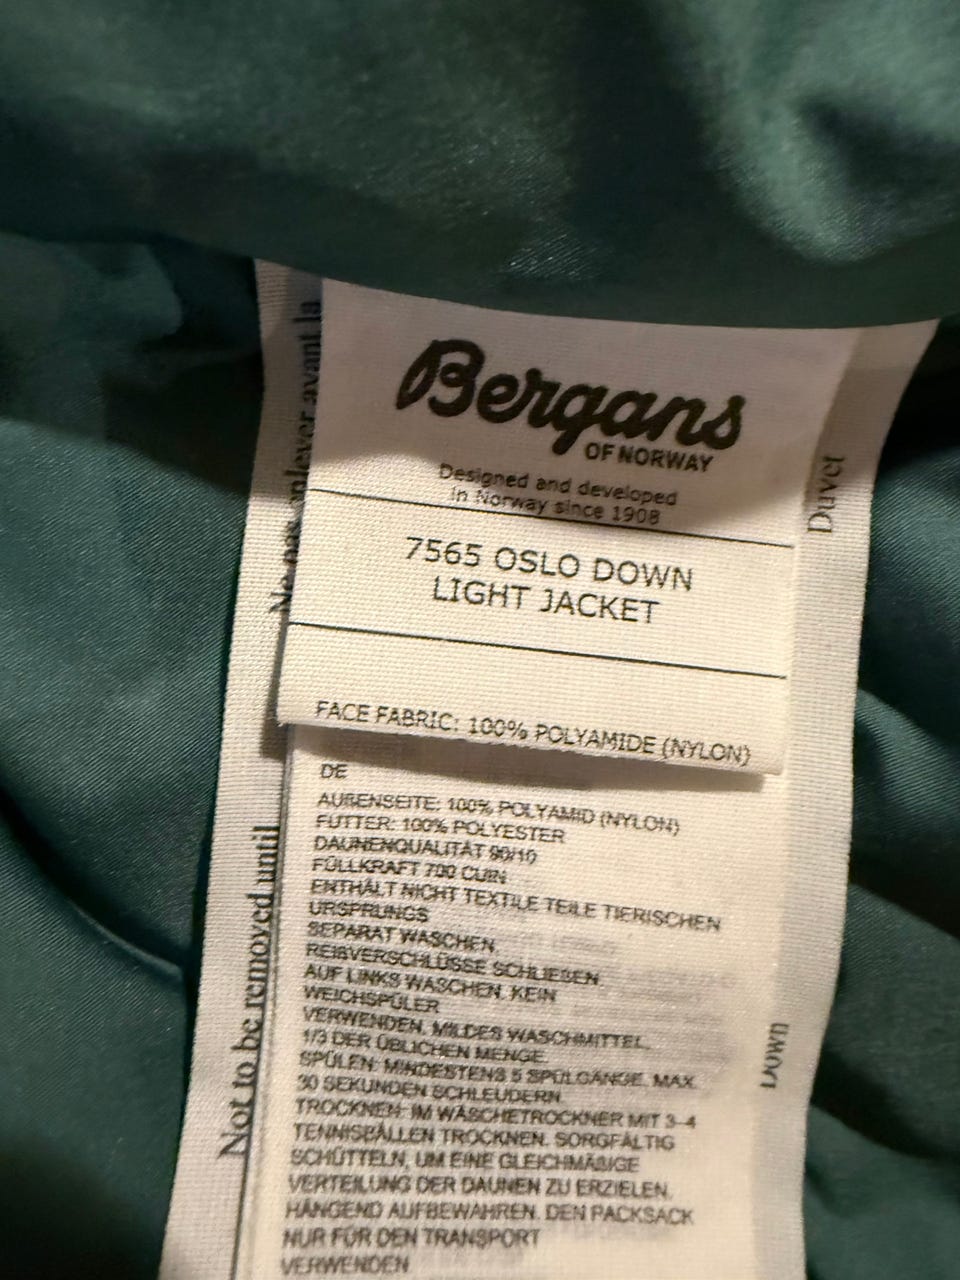 Bergans
OF NORWAY
Designed and developed
in Norway since 1908
7565 OSLO DOWN
LIGHT JACKET
FACE FABRIC: 100% POLYAMIDE (NYLON)
DE
AUßENSEITE: 100% POLYAMID (NYLON)
FUTTER: 100% POLYESTER
DAUNENQUALITÄT 90/10
FÜLLKRAFT 700 CUIN
ENTHÄLT NICHT TEXTILE TEILE TIERISCHEN
URSPRUNGS
SEPARAT WASCHEN,
REIßVERSCHLÜSSE SCHLIEßEN,
AUF LINKS WASCHEN, KEIN
WEICHSPÜLER
VERWENDEN. MILDES WASCHMITTEL,
1/3 DER ÜBLICHEN MENGE.
SPÜLEN: MINDESTENS 5 SPÜLGÄNGE, MAX.
30 SEKUNDEN SCHLEUDERN.
TROCKNEN: IM WÄSCHETROCKNER MIT 3-4
TENNISBÄLLEN TROCKNEN. SORGFÄLTIG
SCHÜTTELN, UM EINE GLEICHMÄßIGE
VERTEILUNG DER DAUNEN ZU ERZIELEN.
HÄNGEND AUFBEWAHREN. DEN PACKSACK
NUR FÜR DEN TRANSPORT
VERWENDEN
Not to be removed until
Ne pas enlever avant la
Duvet
Down